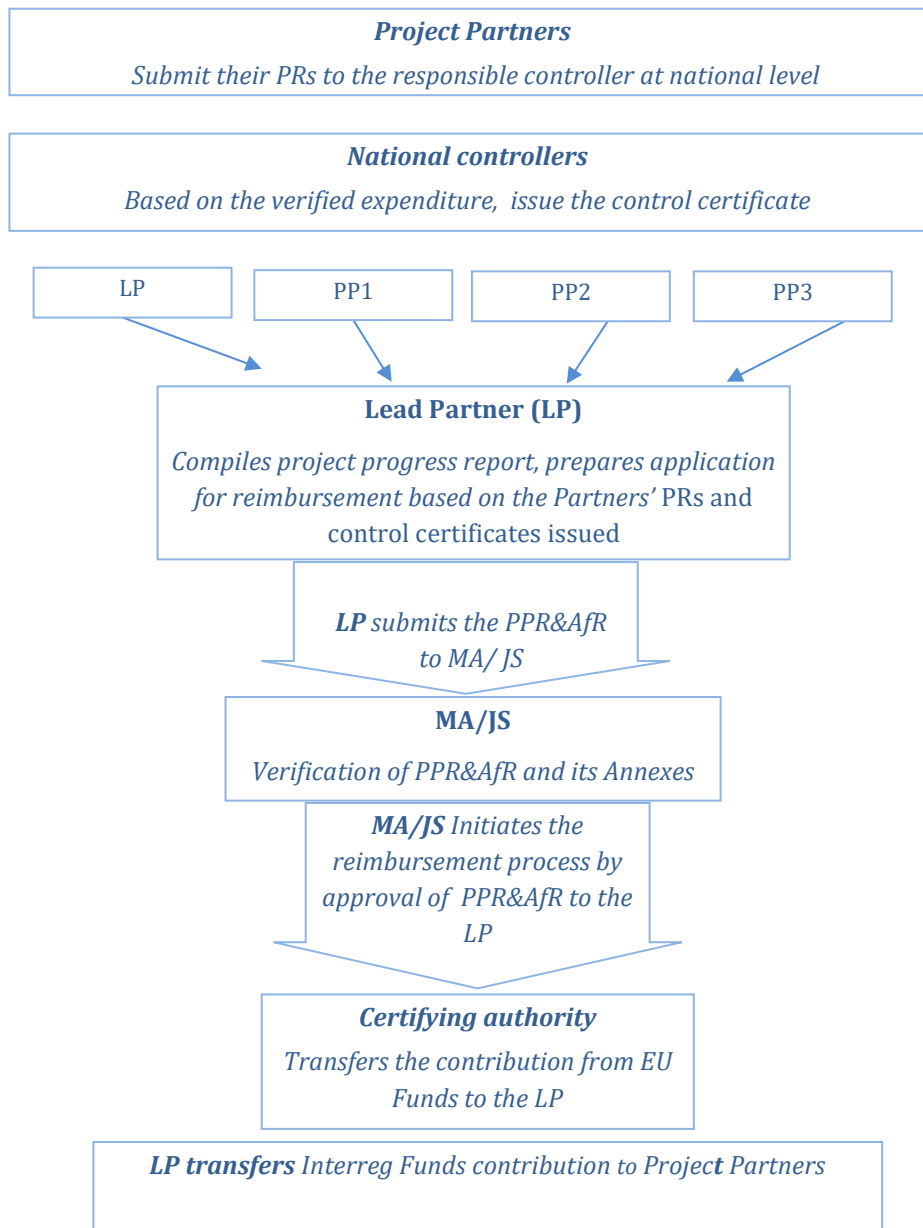 Project Partners
Submit their PRs to the responsible controller at national level
National controllers
Based on the verified expenditure, issue the control certificate
LP
PP1
PP2
PP3
Lead Partner (LP)
Compiles project progress report, prepares application
for reimbursement based on the Partners’ PRs and
control certificates issued
LP submits the PPR&AfR
to MA/ JS
MA/JS
Verification of PPR&AfR and its Annexes
MA/JS Initiates the
reimbursement process by
approval of PPR&AfR to the
LP
Certifying authority
Transfers the contribution from EU
Funds to the LP
LP transfers Interreg Funds contribution to Project Partners